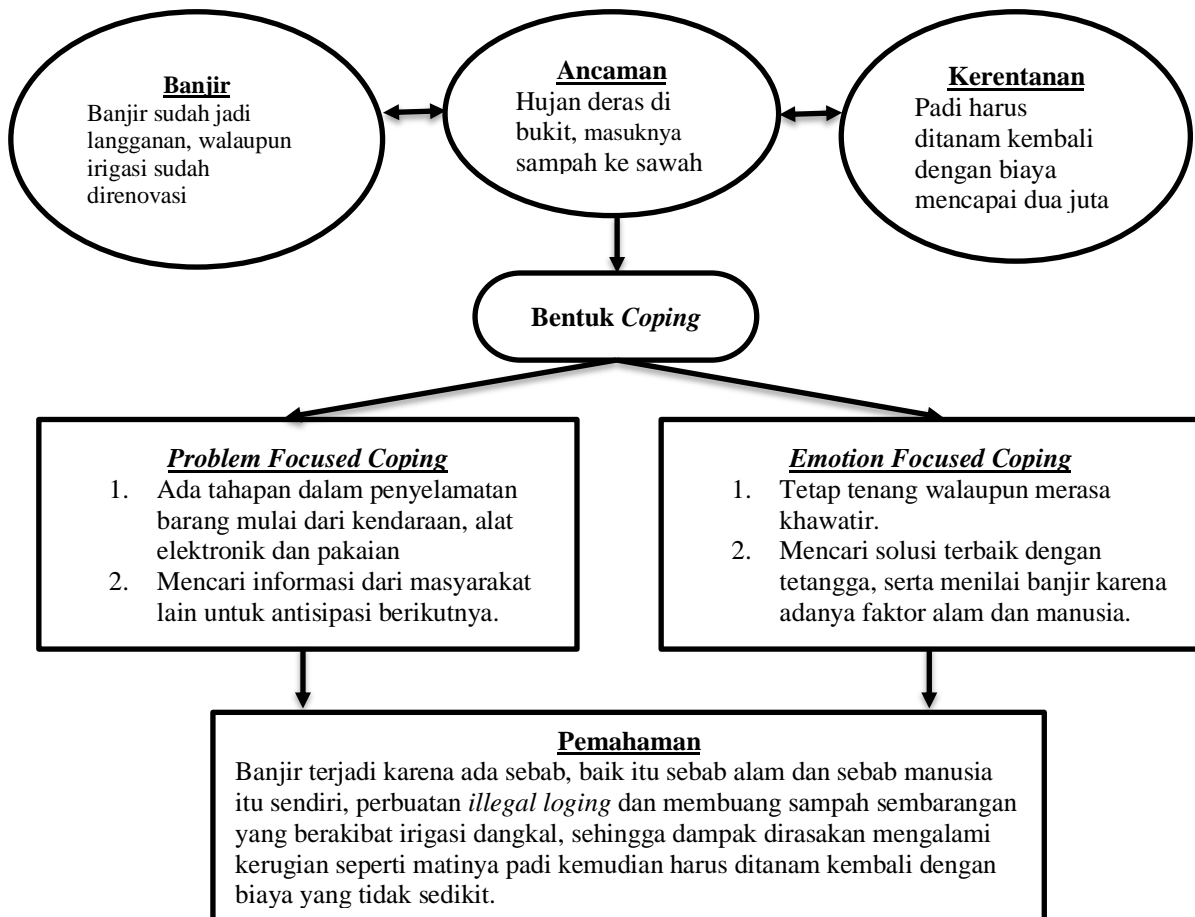 Banjir
Banjir sudah jadi
langganan, walaupun
irigasi sudah
direnovasi
Ancaman
Hujan deras di
bukit, masuknya
sampah ke sawah
Kerentanan
Padi harus
ditanam kembali
dengan biaya
mencapai dua juta
Bentuk Coping
Problem Focused Coping
1. Ada tahapan dalam penyelamatan
barang mulai dari kendaraan, alat
elektronik dan pakaian
2. Mencari informasi dari masyarakat
lain untuk antisipasi berikutnya.
Emotion Focused Coping
1. Tetap tenang walaupun merasa
khawatir.
2. Mencari solusi terbaik dengan
tetangga, serta menilai banjir karena
adanya faktor alam dan manusia.
Pemahaman
Banjir terjadi karena ada sebab, baik itu sebab alam dan sebab manusia
itu sendiri, perbuatan illegal loging dan membuang sampah sembarangan
yang berakibat irigasi dangkal, sehingga dampak dirasakan mengalami
kerugian seperti matinya padi kemudian harus ditanam kembali dengan
biaya yang tidak sedikit.